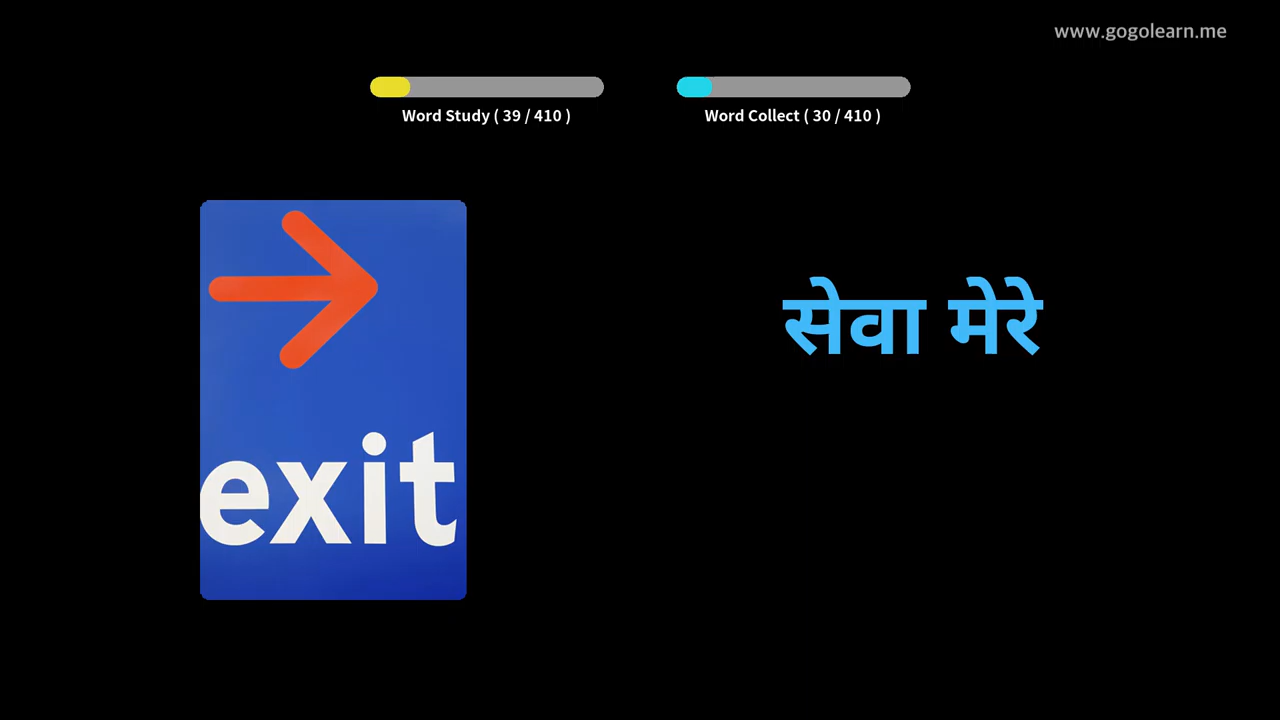 www.gogolearn.me
Word Study ( 39 / 410 )
Word Collect ( 30 / 410 )
सेवा मेरे
exit